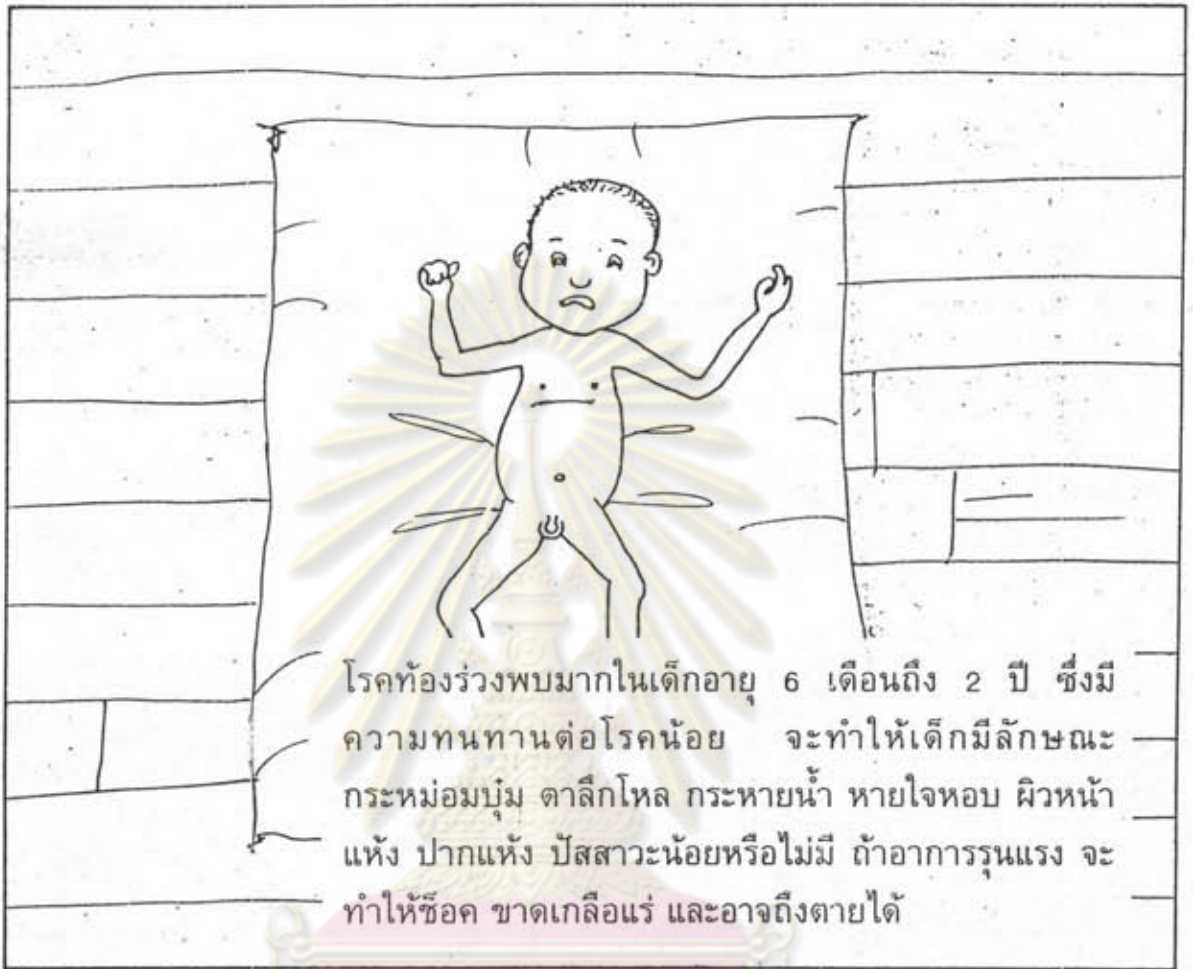 โรคท้องร่วงพบมากในเด็กอายุ 6 เดือนถึง 2 ปี ซึ่งมี
ความทนทานต่อโรคน้อย จะทำให้เด็กมีลักษณะ
กระหม่อมบุ๋ม ตาลึกโหล กระหายน้ำ หายใจหอบ ผิวหน้า
แห้ง ปากแห้ง ปัสสาวะน้อยหรือไม่มี ถ้าอาการรุนแรง จะ
ทำให้ช็อค ขาดเกลือแร่ และอาจถึงตายได้